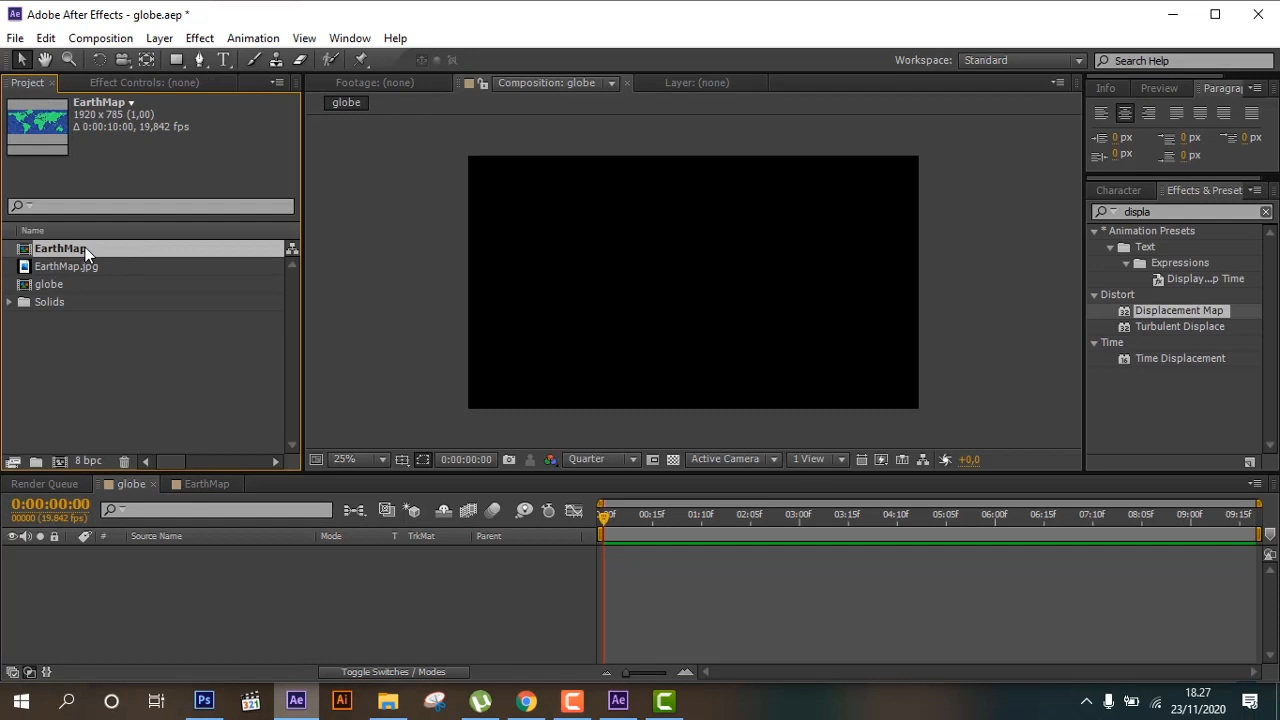 Adobe After Effects - globe.aep *
File Edit Composition Layer Effect Animation View Window Help
Workspace: Standard Search Help
Project × Effect Controls: (none) Footage: (none) Composition: globe × Layer: (none) Info Preview Paragrap
EarthMap
1920 x 785 (1,00)
Δ 0:00:10:00, 19,842 fps
globe
0 px 0 px 0 px
0 px 0 px
Character Effects & Preset
displa
* Animation Presets
Text
Expressions
Display...p Time
Distort
Displacement Map
Turbulent Displace
Time
Time Displacement
Name
EarthMap
EarthMap.jpg
globe
Solids
8 bpc 25% 0:00:00:00 Quarter Active Camera 1 View +0,0
Render Queue globe × EarthMap
0:00:00:00
00000 (19.842 fps)
00:15f 01:10f 02:05f 03:00f 03:15f 04:10f 05:05f 06:00f 06:15f 07:10f 08:05f 09:00f 09:15f
# Source Name Mode T TrkMat Parent
Toggle Switches / Modes
Ps 321 Ae Ai Ae
18.27
23/11/2020
1